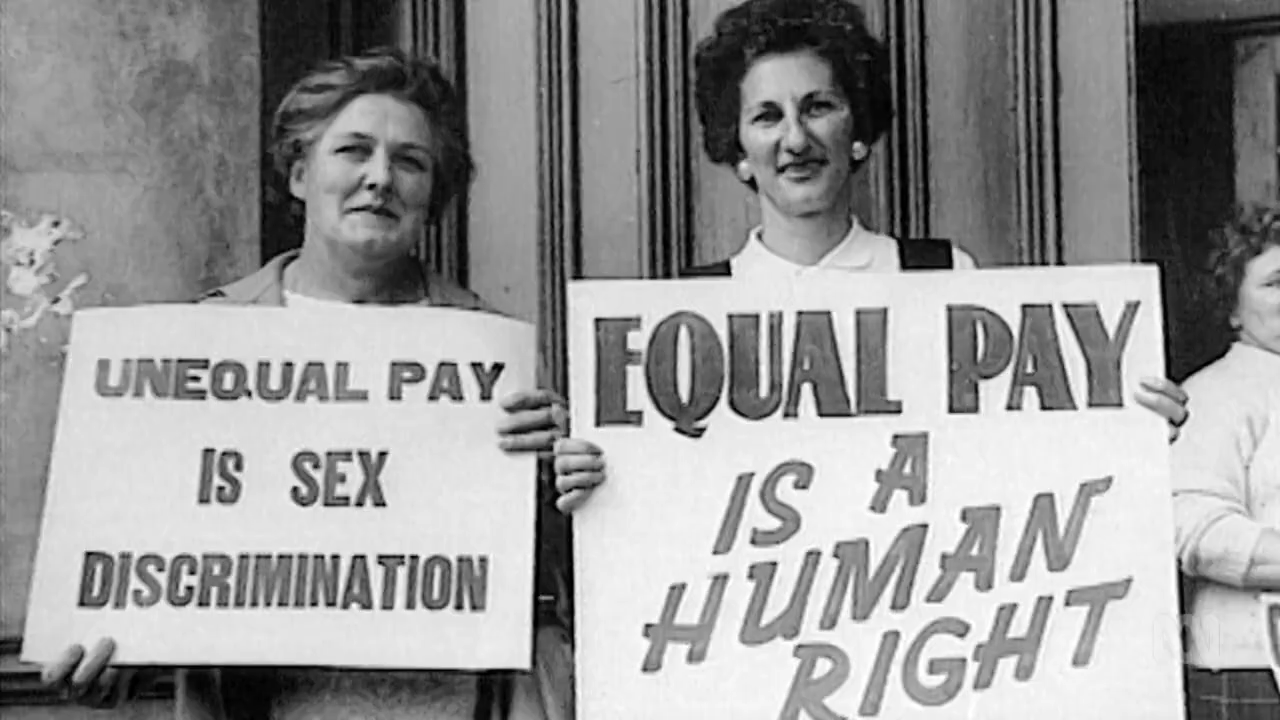 UNEQUAL PAY
IS SEX
DISCRIMINATION
EQUAL PAY
IS A
HUMAN
RIGHT